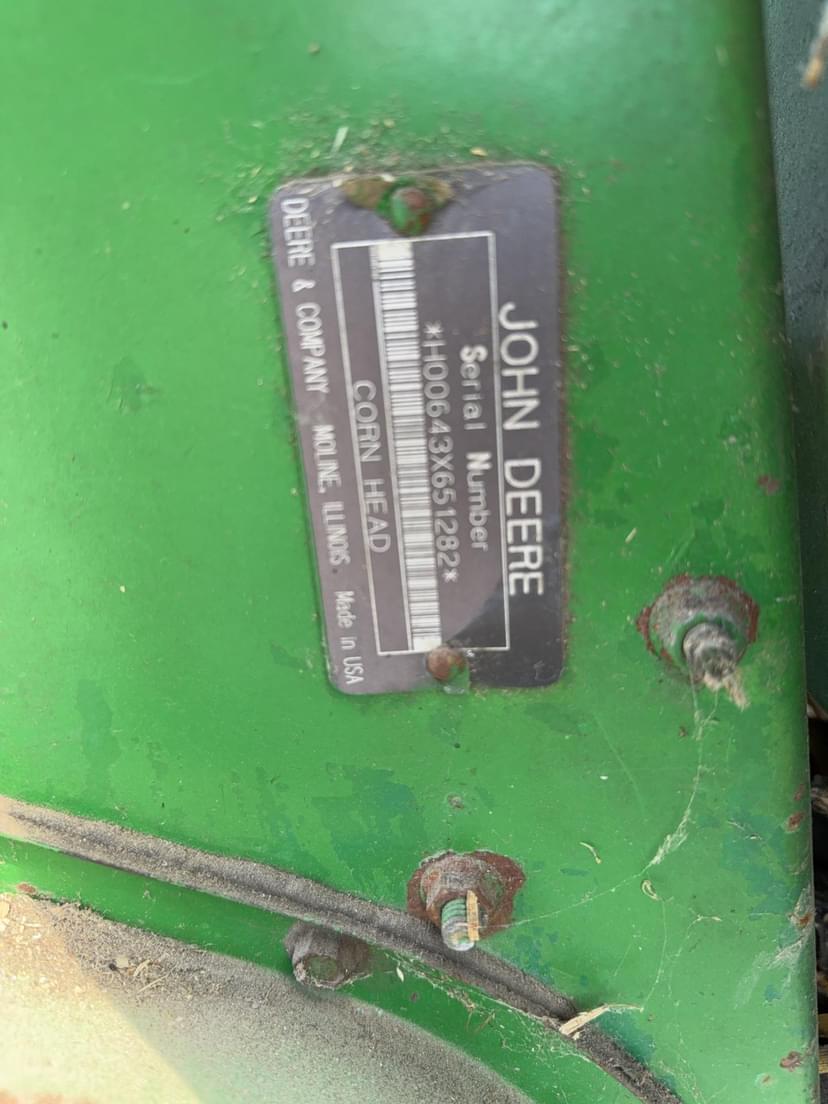 JOHN DEERE
Serial Number
*H00643X651282*
CORN HEAD
DEERE & COMPANY MOLINE, ILLINOIS. Made in USA